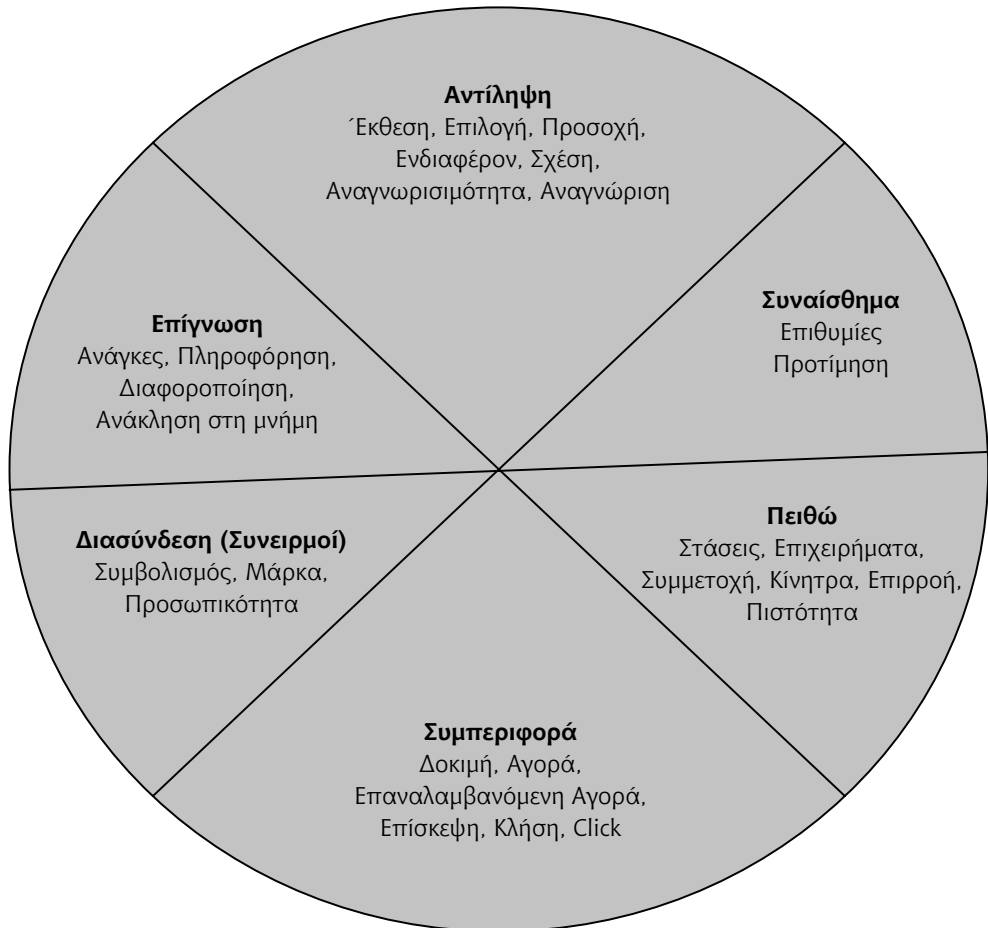 Αντίληψη
Έκθεση, Επιλογή, Προσοχή,
Ενδιαφέρον, Σχέση,
Αναγνωρισιμότητα, Αναγνώριση
Συναίσθημα
Επιθυμίες
Προτίμηση
Πειθώ
Στάσεις, Επιχειρήματα,
Συμμετοχή, Κίνητρα, Επιρροή,
Πιστότητα
Συμπεριφορά
Δοκιμή, Αγορά,
Επαναλαμβανόμενη Αγορά,
Επίσκεψη, Κλήση, Click
Διασύνδεση (Συνειρμοί)
Συμβολισμός, Μάρκα,
Προσωπικότητα
Επίγνωση
Ανάγκες, Πληροφόρηση,
Διαφοροποίηση,
Ανάκληση στη μνήμη